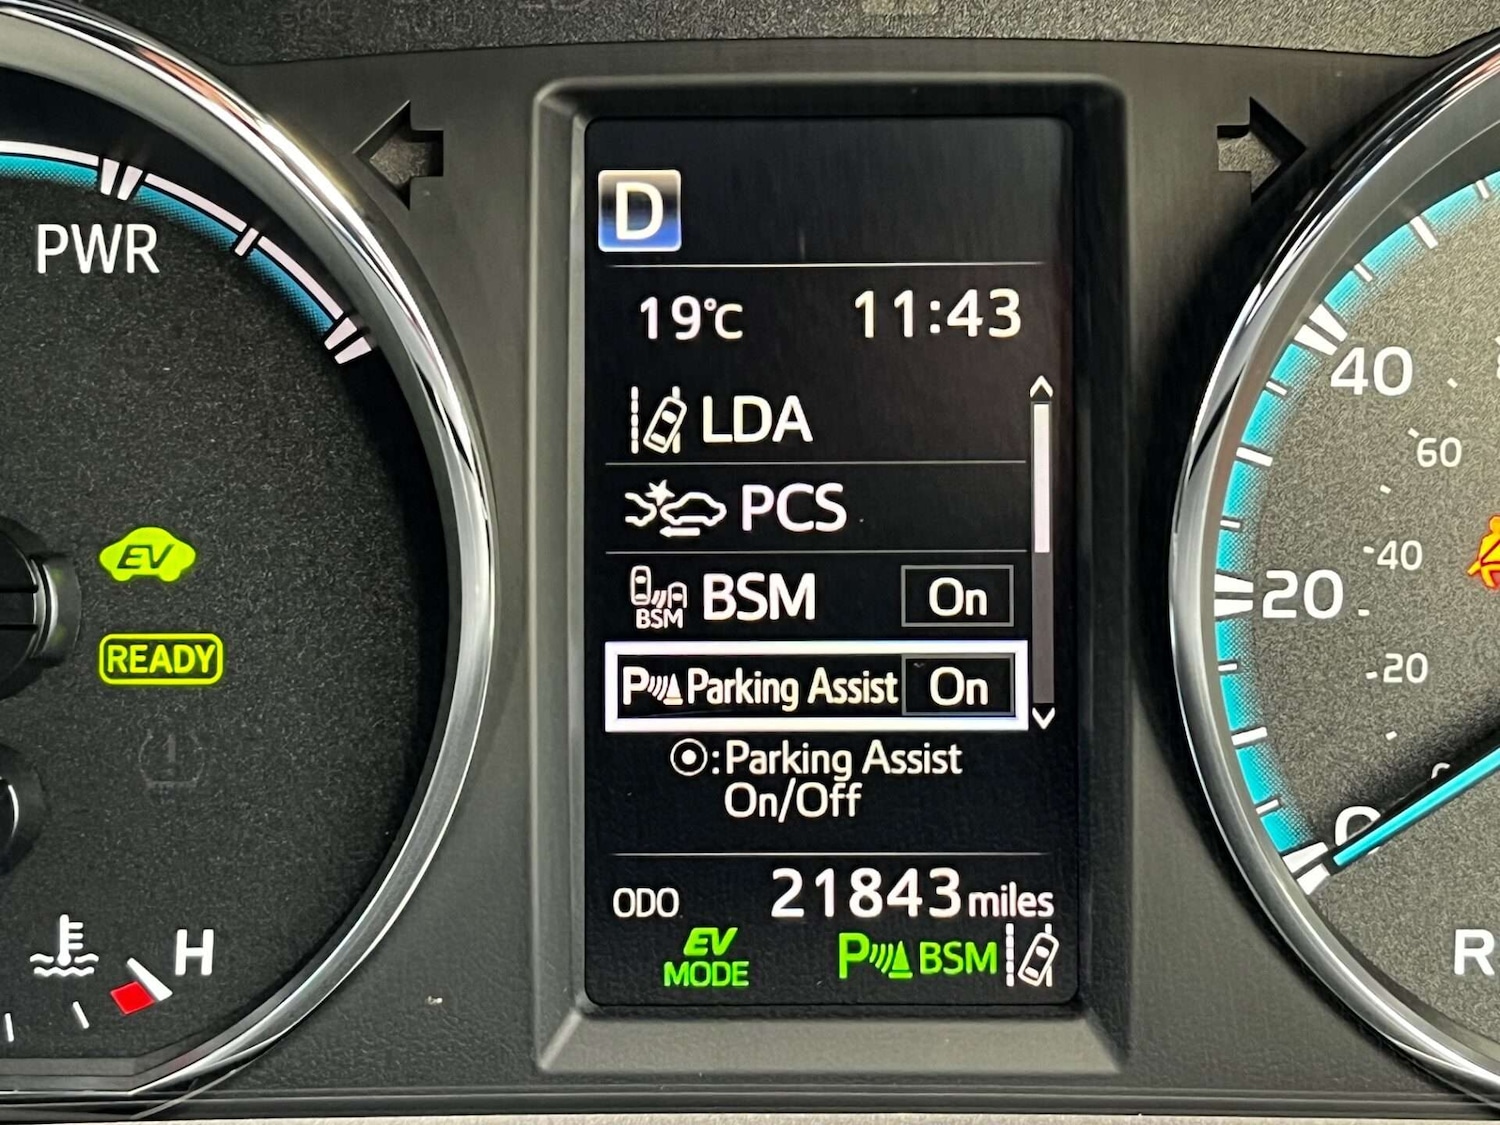 PWR
EV
READY
H
D
19°C 11:43
LDA
PCS
BSM BSM On
P Parking Assist On
: Parking Assist
On/Off
ODO 21843 miles
EV
MODE
P BSM
40
60
40
20
20
0
R